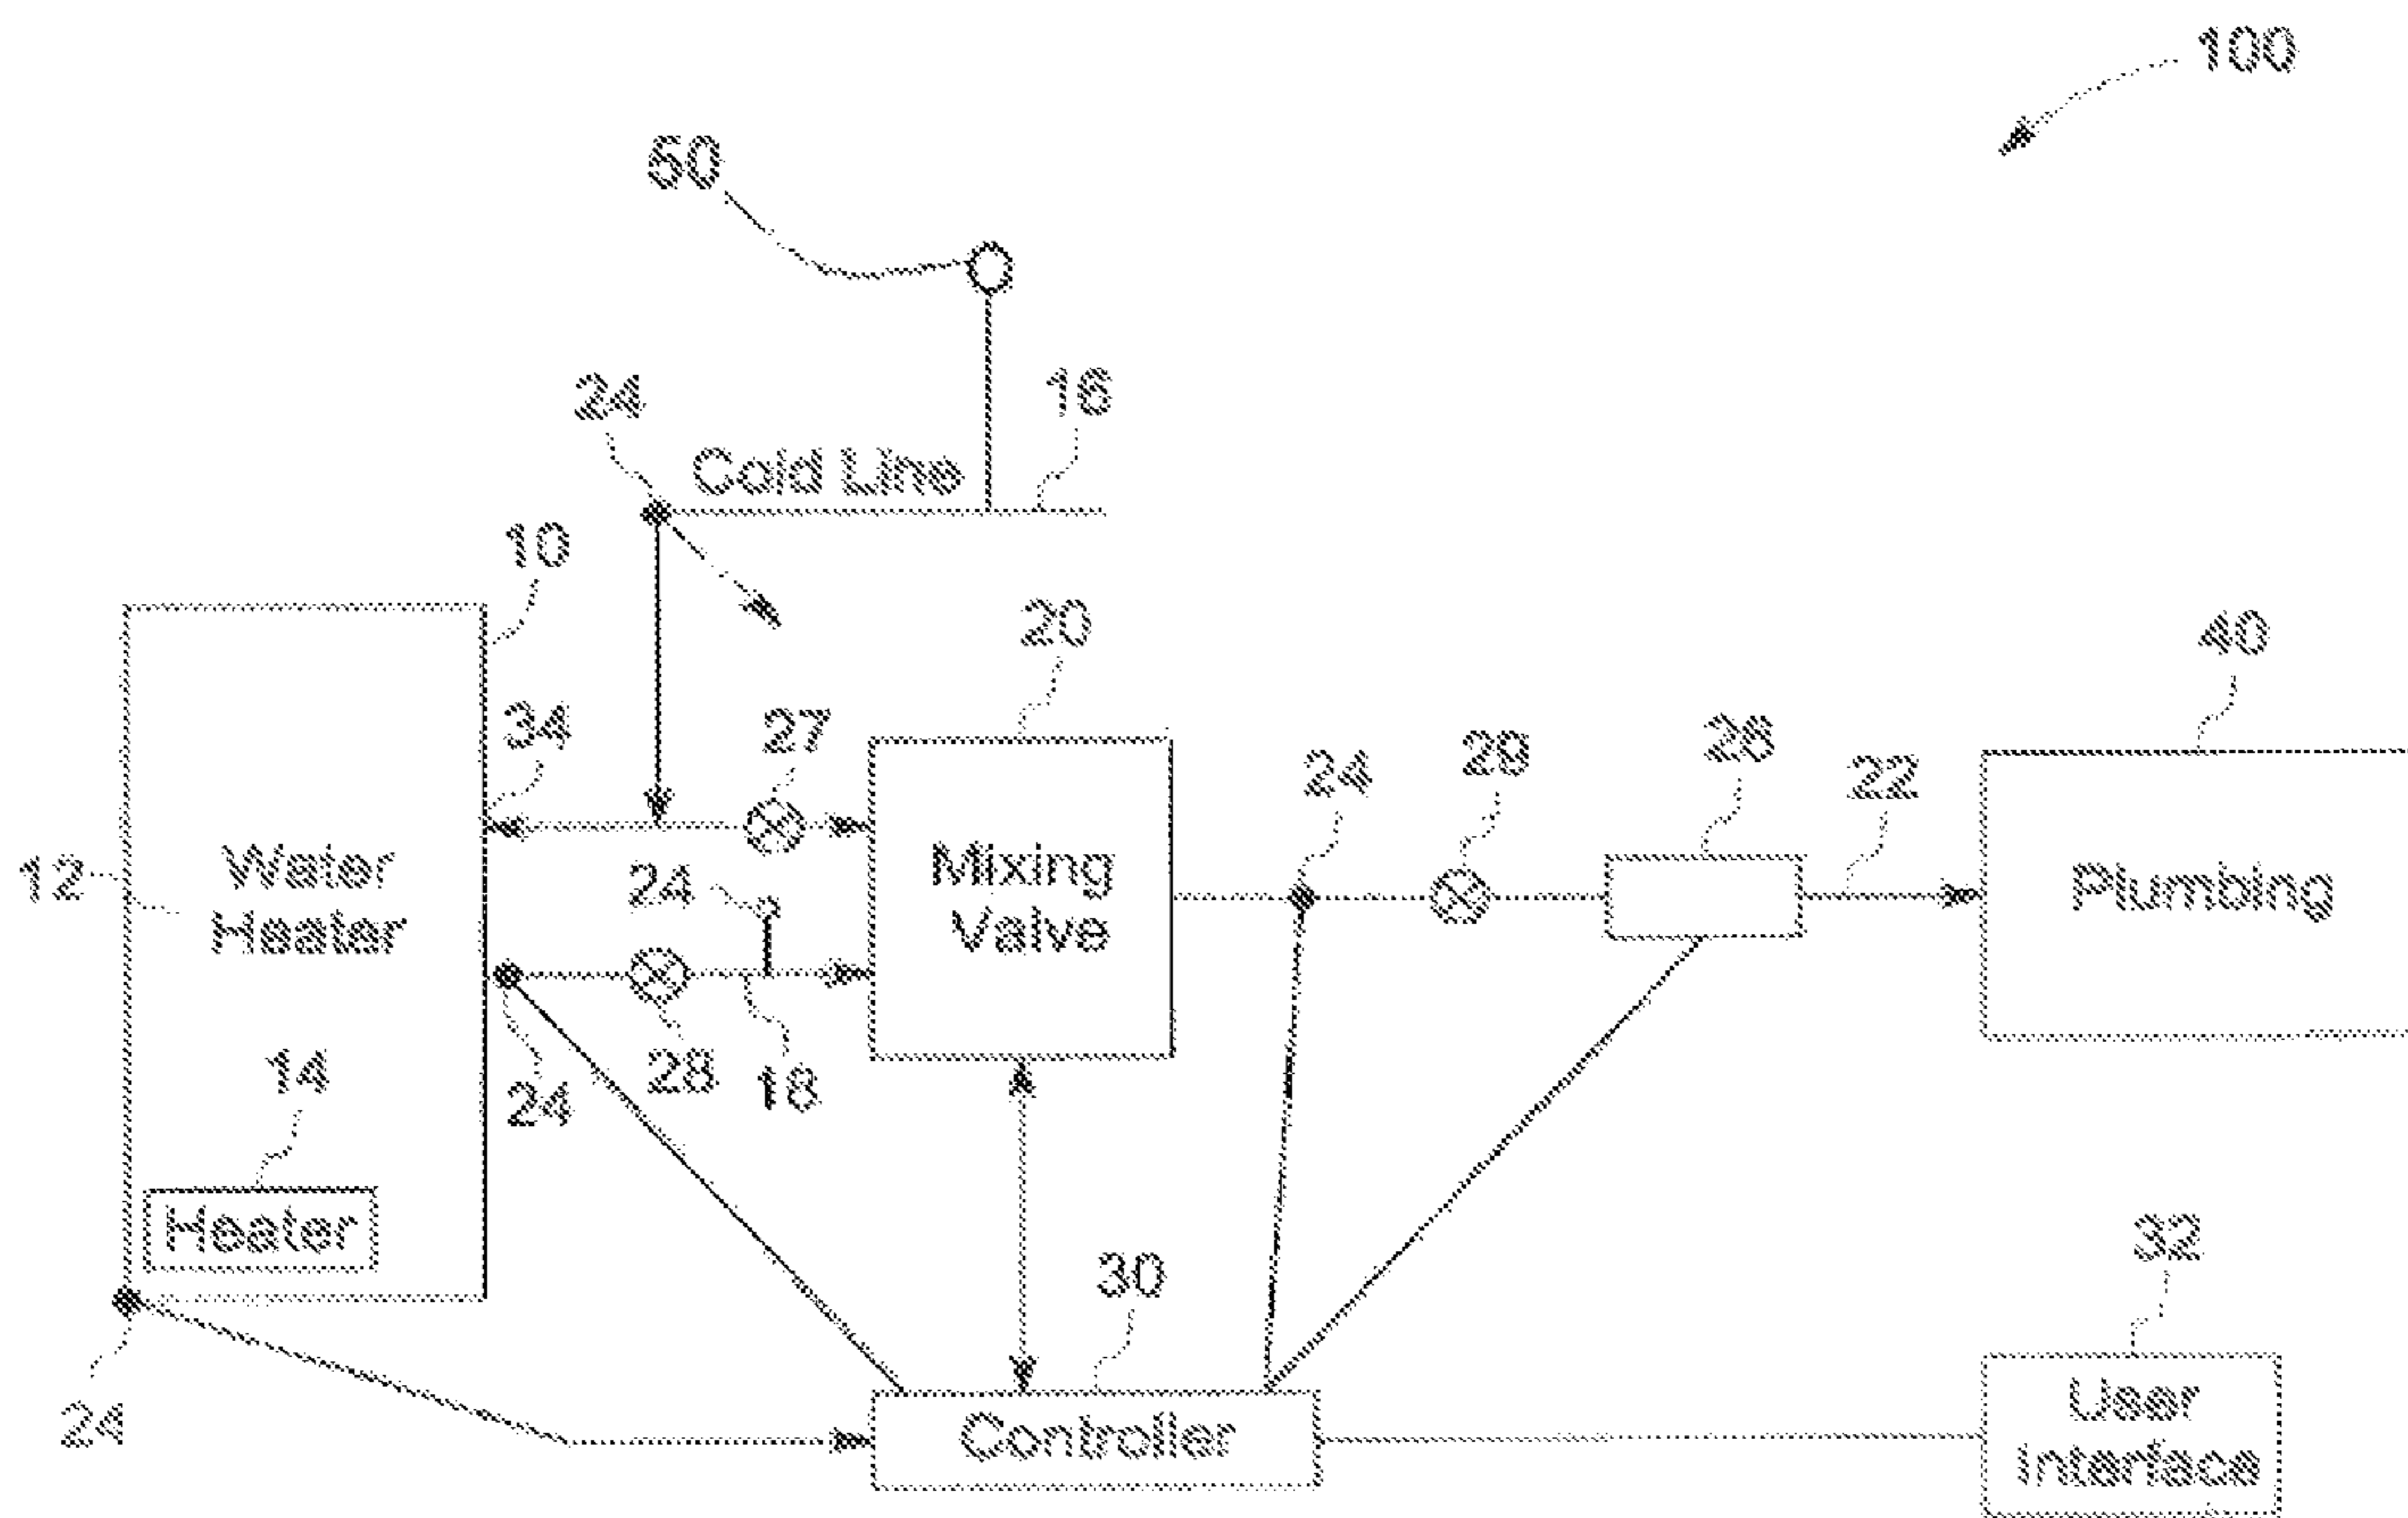 100
50
24
16
Cold Line
10
20
40
34
27
24
29
26
22
12
Water
Heater
24
Mixing
Valve
Plumbing
24
28
18
14
Heater
30
32
24
Controller
User
Interface